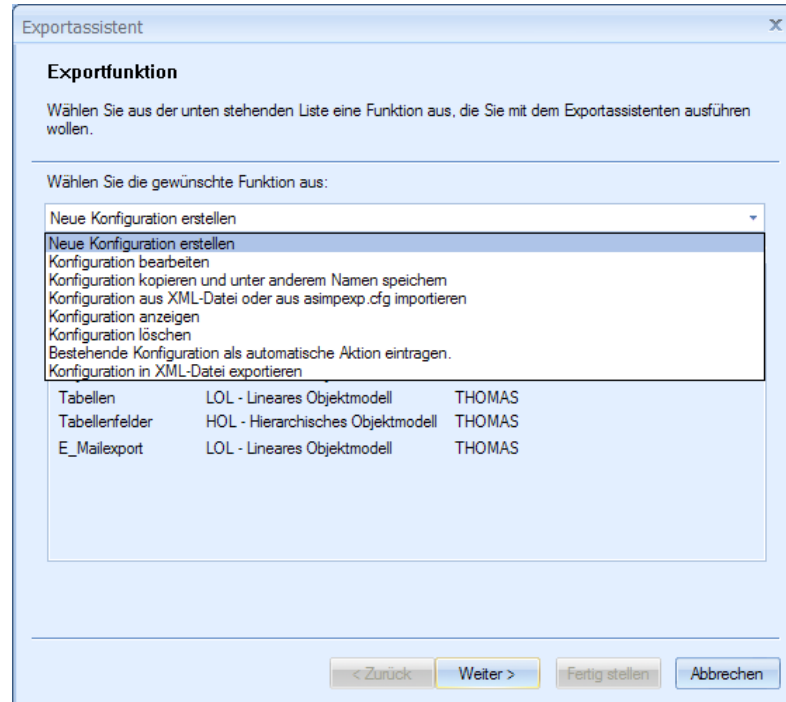 Exportassistent
x
Exportfunktion
Wählen Sie aus der unten stehenden Liste eine Funktion aus, die Sie mit dem Exportassistenten ausführen
wollen.
Wählen Sie die gewünschte Funktion aus:
Neue Konfiguration erstellen
Neue Konfiguration erstellen
Konfiguration bearbeiten
Konfiguration kopieren und unter anderem Namen speichern
Konfiguration aus XML-Datei oder aus asimpexp.cfg importieren
Konfiguration anzeigen
Konfiguration löschen
Bestehende Konfiguration als automatische Aktion eintragen.
Konfiguration in XML-Datei exportieren
Tabellen LOL - Lineares Objektmodell THOMAS
Tabellenfelder HOL - Hierarchisches Objektmodell THOMAS
E_Mailexport LOL - Lineares Objektmodell THOMAS
< Zurück Weiter > Fertig stellen Abbrechen